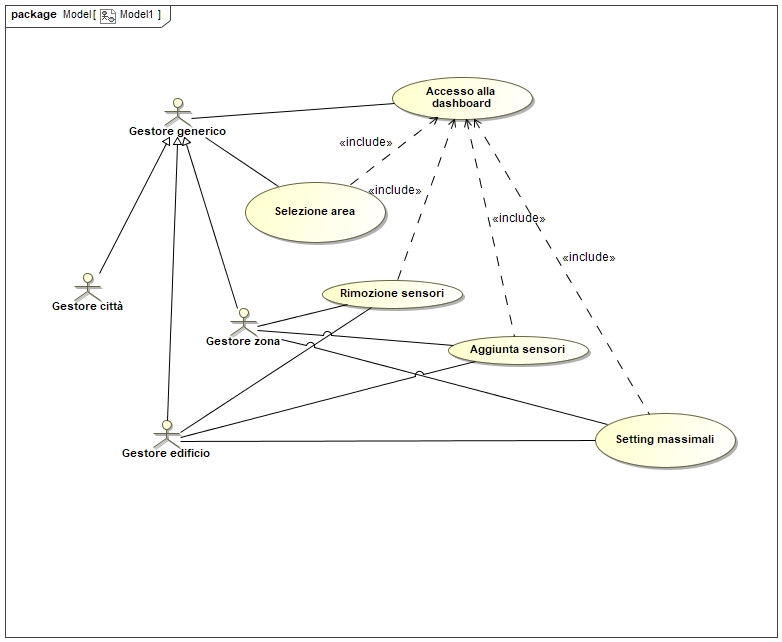 package Model[ Model1 ]
Accesso alla
dashboard
Gestore generico
«include»
«include»
Selezione area
«include»
«include»
Rimozione sensori
Gestore città
Gestore zona
Aggiunta sensori
Setting massimali
Gestore edificio